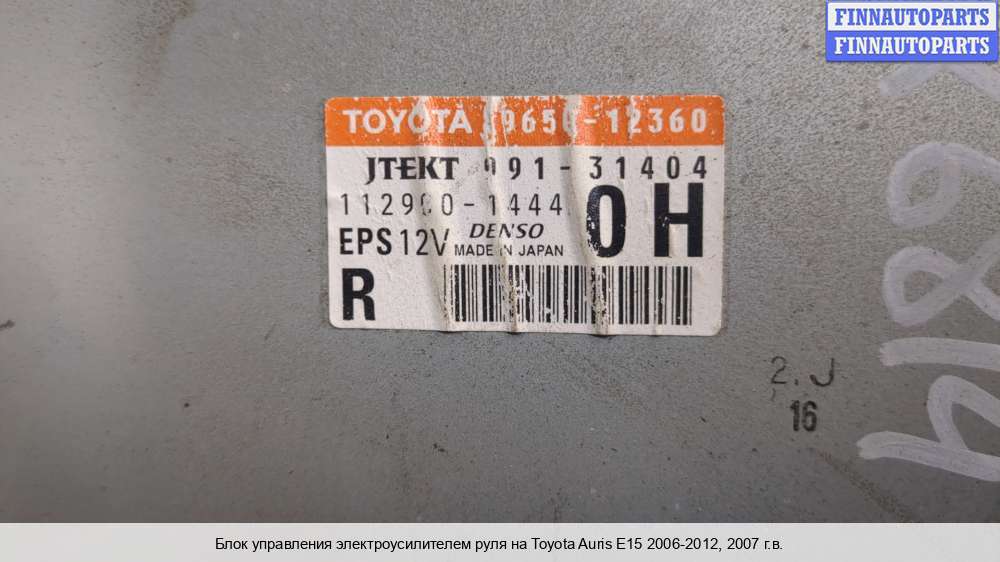 FINNAUTOPARTS
FINNAUTOPARTS
TOYOTA 89650-12360
JTEKT 991-31404
112900-1444
0H
EPS 12V DENSO
MADE IN JAPAN
R
2.J
16
Блок управления электроусилителем руля на Toyota Auris E15 2006-2012, 2007 г.в.